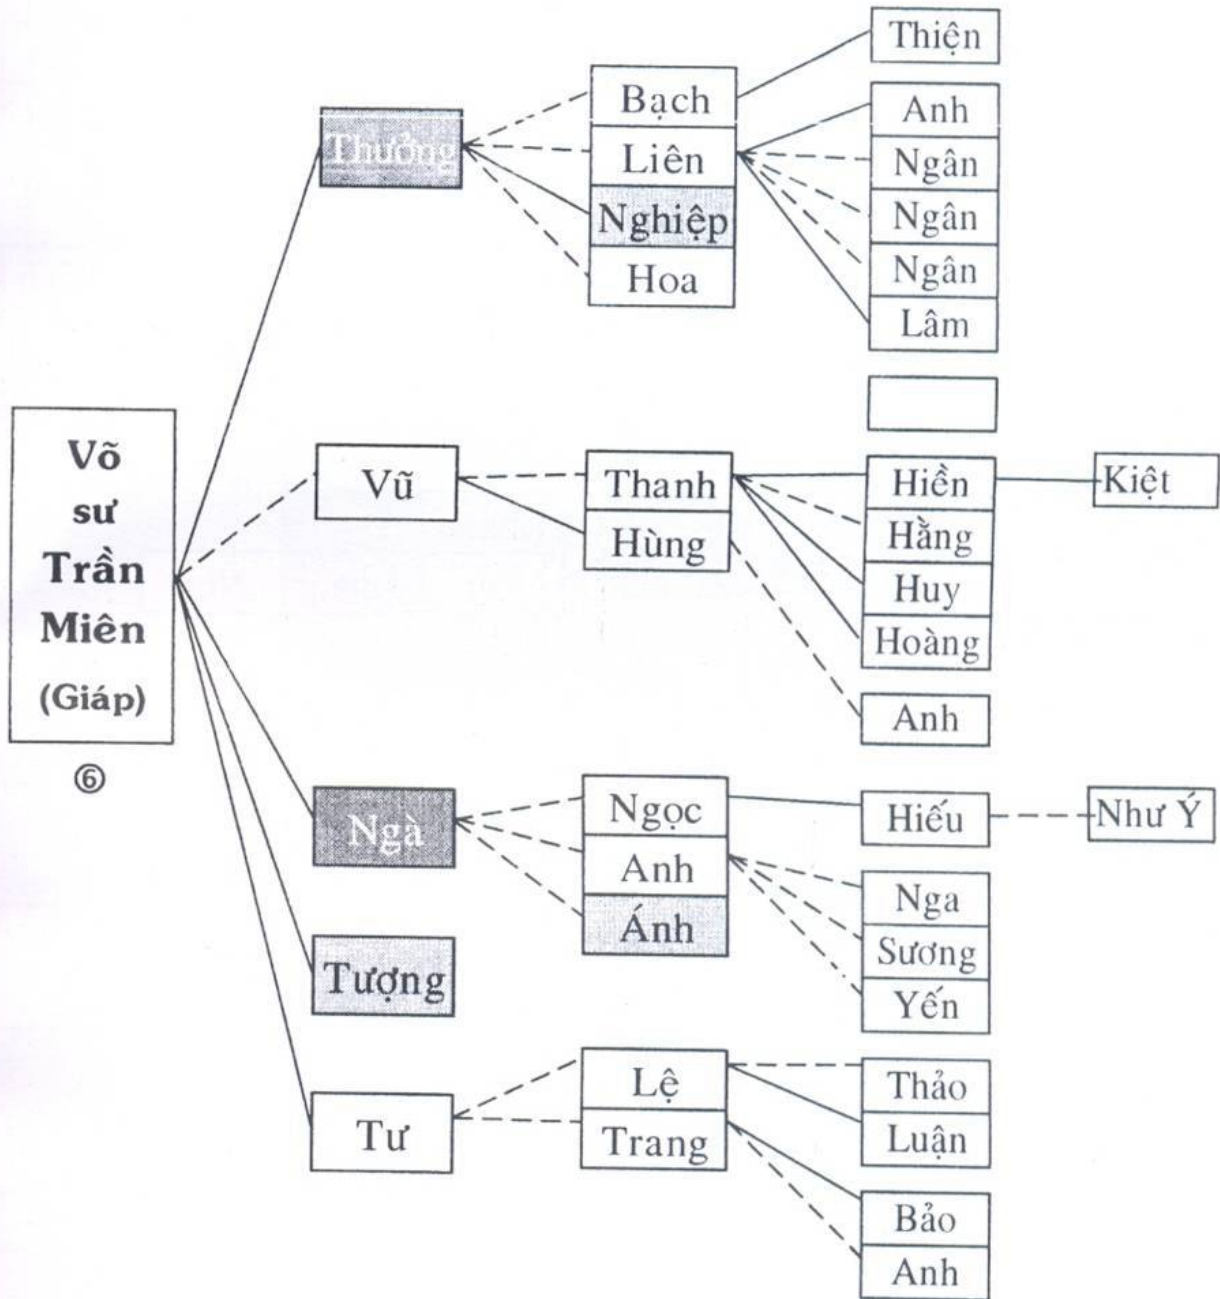 Võ
sư
Trần
Miên
(Giáp)
⑥
Thưởng
Vũ
Ngà
Tượng
Tư
Bạch
Liên
Nghiệp
Hoa
Thanh
Hùng
Ngọc
Anh
Ánh
Lệ
Trang
Thiện
Anh
Ngân
Ngân
Ngân
Lâm
Hiền
Hằng
Huy
Hoàng
Anh
Hiếu
Nga
Sương
Yến
Thảo
Luận
Bảo
Anh
Kiệt
Như Ý